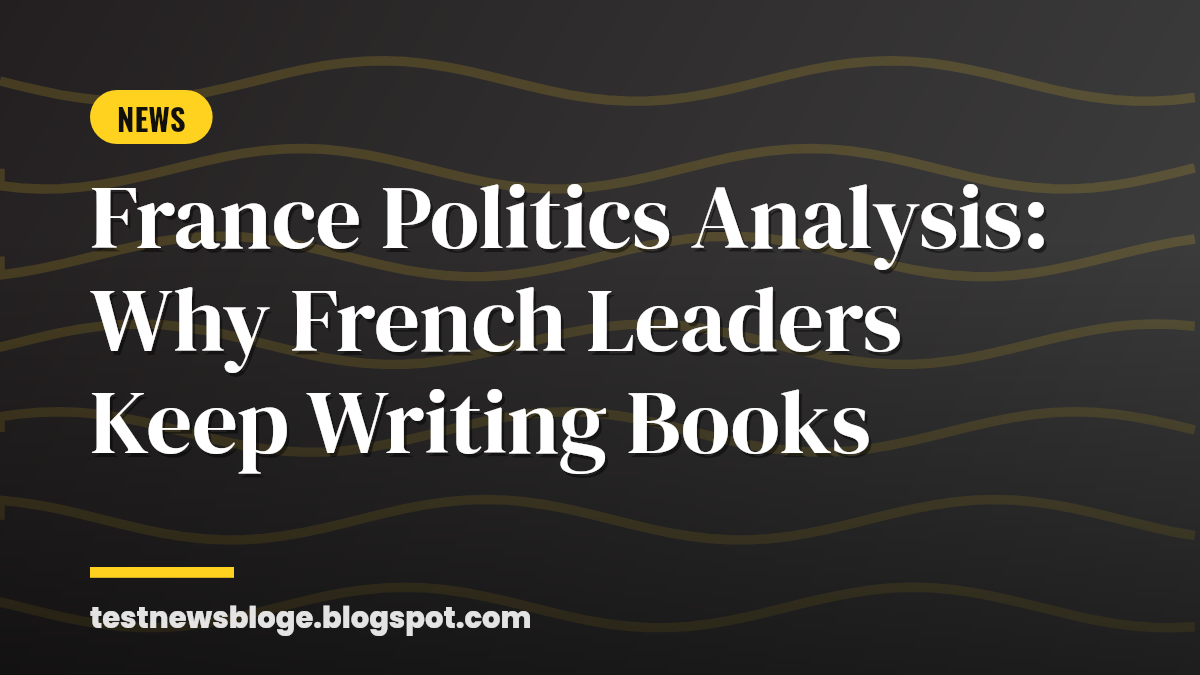 NEWS
France Politics Analysis:
Why French Leaders
Keep Writing Books
testnewsbloge.blogspot.com